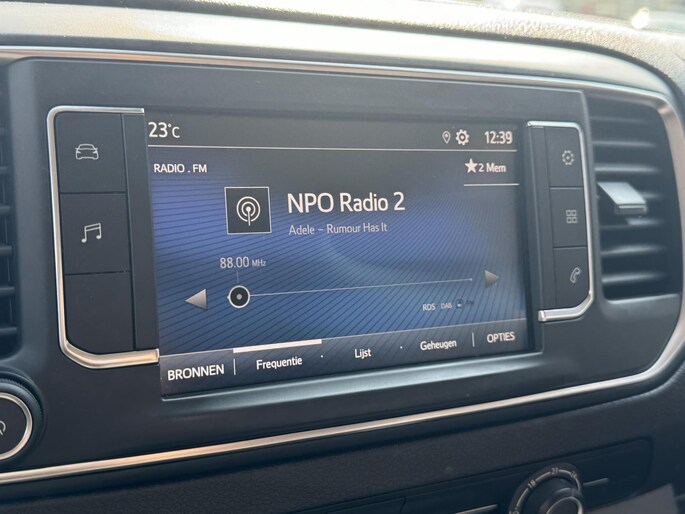 23°C 12:39
RADIO . FM ★2 Mem
NPO Radio 2
Adele – Rumour Has It
88.00 MHz
RDS DAB
BRONNEN Frequentie Lijst Geheugen OPTIES